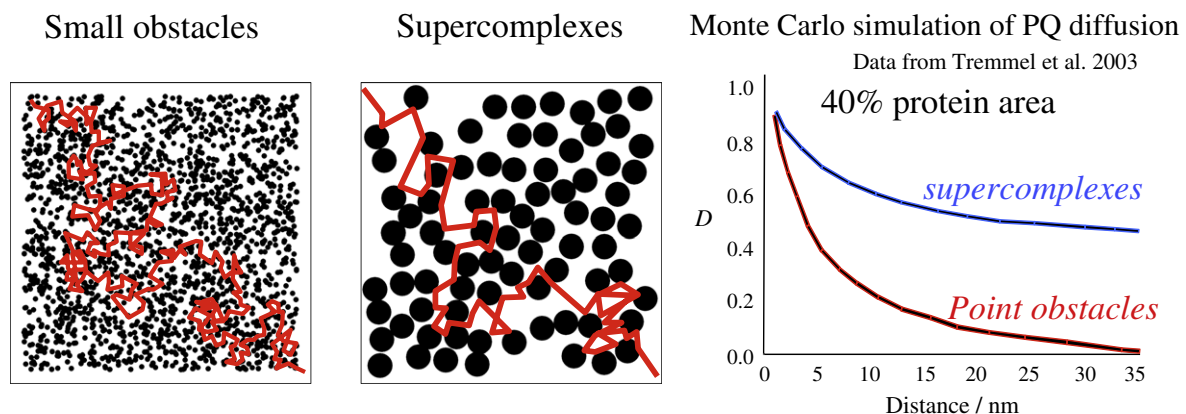 Small obstacles
Supercomplexes
Monte Carlo simulation of PQ diffusion
Data from Tremmel et al. 2003
40% protein area
1.0
0.8
0.6
0.4
0.2
0.0
D
supercomplexes
Point obstacles
0 5 10 15 20 25 30 35
Distance / nm